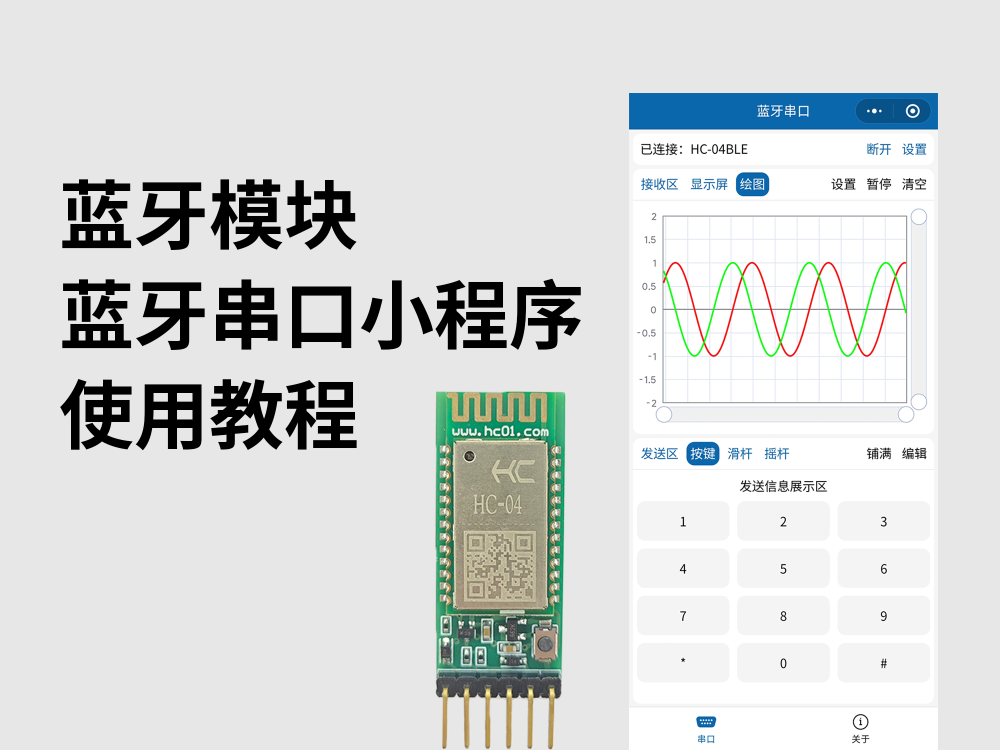 蓝牙模块
蓝牙串口小程序
使用教程
www.hc01.com
HC
HC-04
662K
蓝牙串口
已连接：HC-04BLE 断开 设置
接收区 显示屏 绘图 设置 暂停 清空
2
1.5
1
0.5
0
-0.5
-1
-1.5
-2
发送区 按键 滑杆 摇杆 铺满 编辑
发送信息展示区
1 2 3
4 5 6
7 8 9
* 0 #
串口 关于